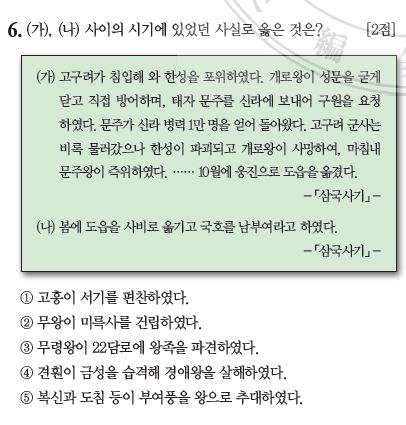 6. (가), (나) 사이의 시기에 있었던 사실로 옳은 것은? [2점]
(가) 고구려가 침입해 와 한성을 포위하였다. 개로왕이 성문을 굳게
닫고 직접 방어하며, 태자 문주를 신라에 보내어 구원을 요청
하였다. 문주가 신라 병력 1만 명을 얻어 돌아왔다. 고구려 군사는
비록 물러갔으나 한성이 파괴되고 개로왕이 사망하여, 마침내
문주왕이 즉위하였다. …… 10월에 웅진으로 도읍을 옮겼다.
-「삼국사기」-
(나) 봄에 도읍을 사비로 옮기고 국호를 남부여라고 하였다.
-「삼국사기」-
① 고흥이 서기를 편찬하였다.
② 무왕이 미륵사를 건립하였다.
③ 무령왕이 22담로에 왕족을 파견하였다.
④ 견훤이 금성을 습격해 경애왕을 살해하였다.
⑤ 복신과 도침 등이 부여풍을 왕으로 추대하였다.